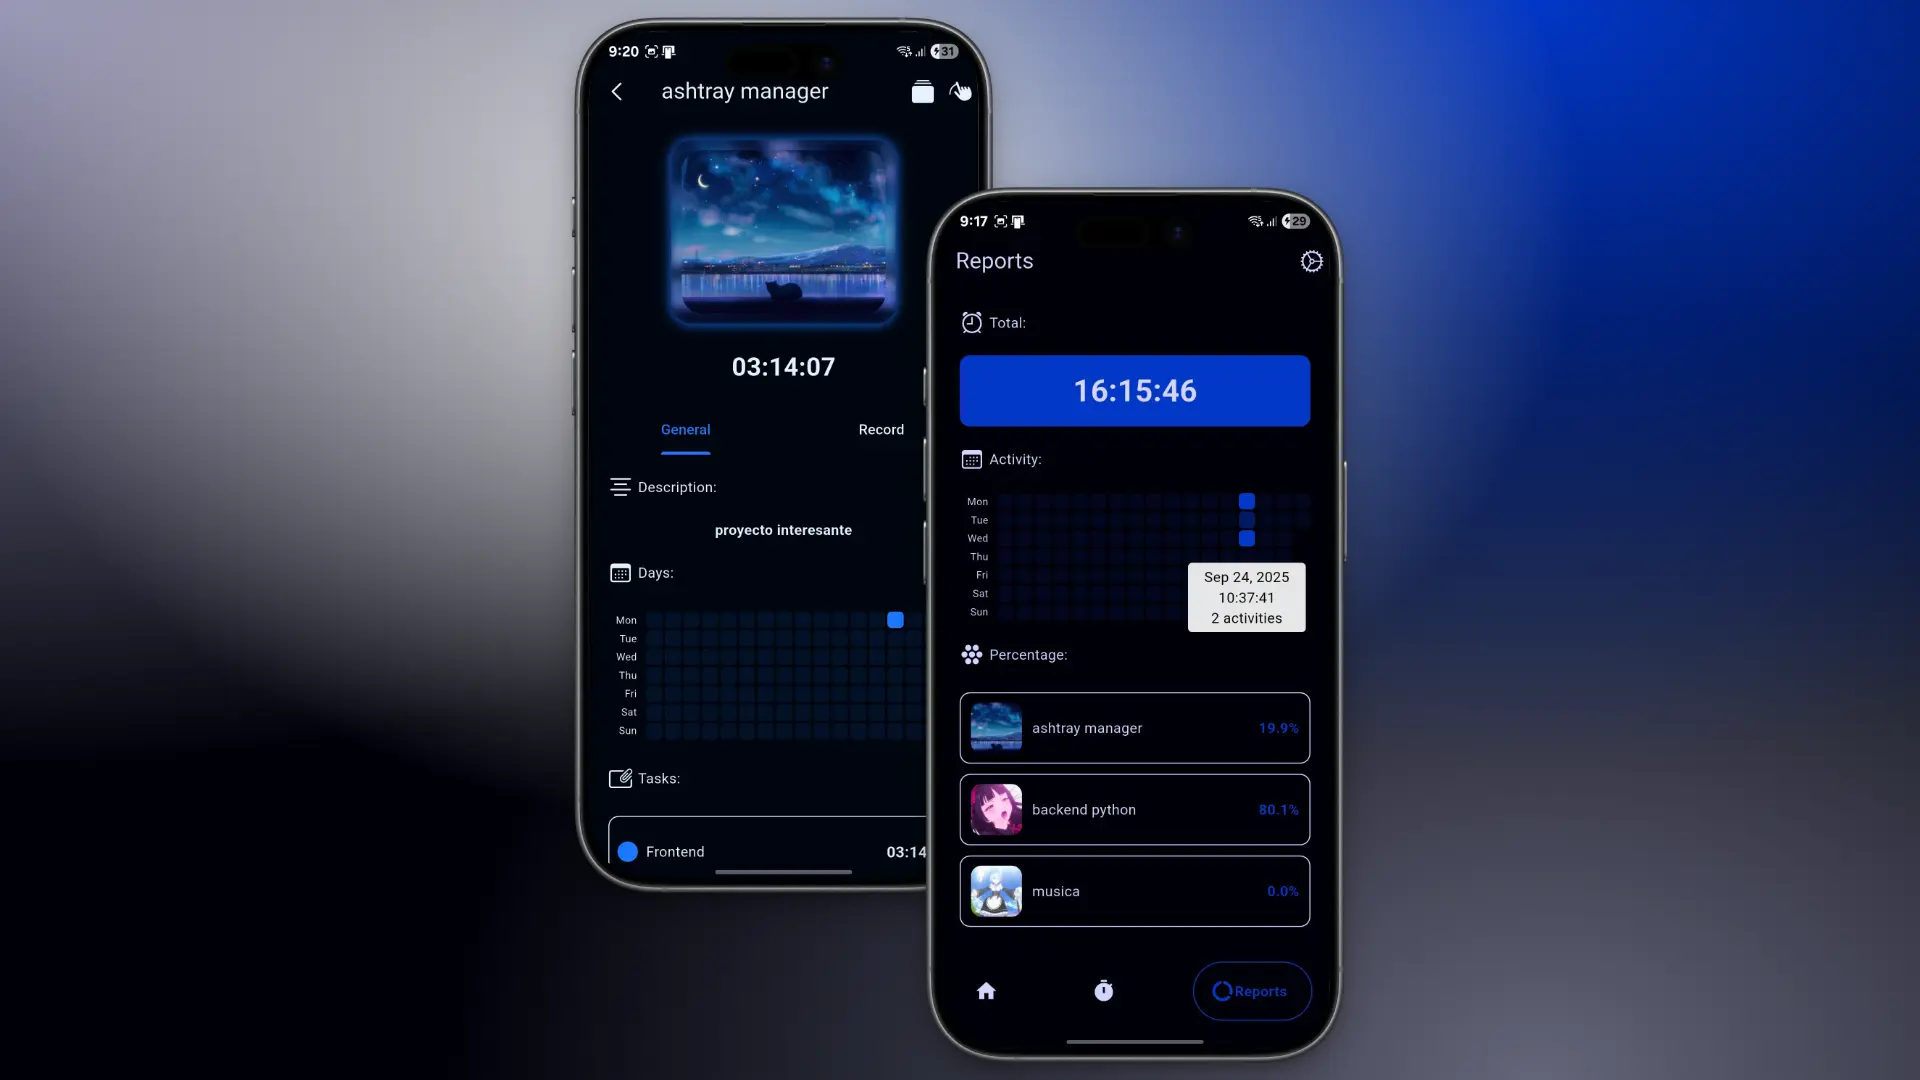 9:20
31
ashtray manager
03:14:07
General
Record
Description:
proyecto interesante
Days:
Mon
Tue
Wed
Thu
Fri
Sat
Sun
Tasks:
Frontend
03:14
9:17
29
Reports
Total:
16:15:46
Activity:
Mon
Tue
Wed
Thu
Fri
Sat
Sun
Sep 24, 2025
10:37:41
2 activities
Percentage:
ashtray manager
19.9%
backend python
80.1%
musica
0.0%
Reports